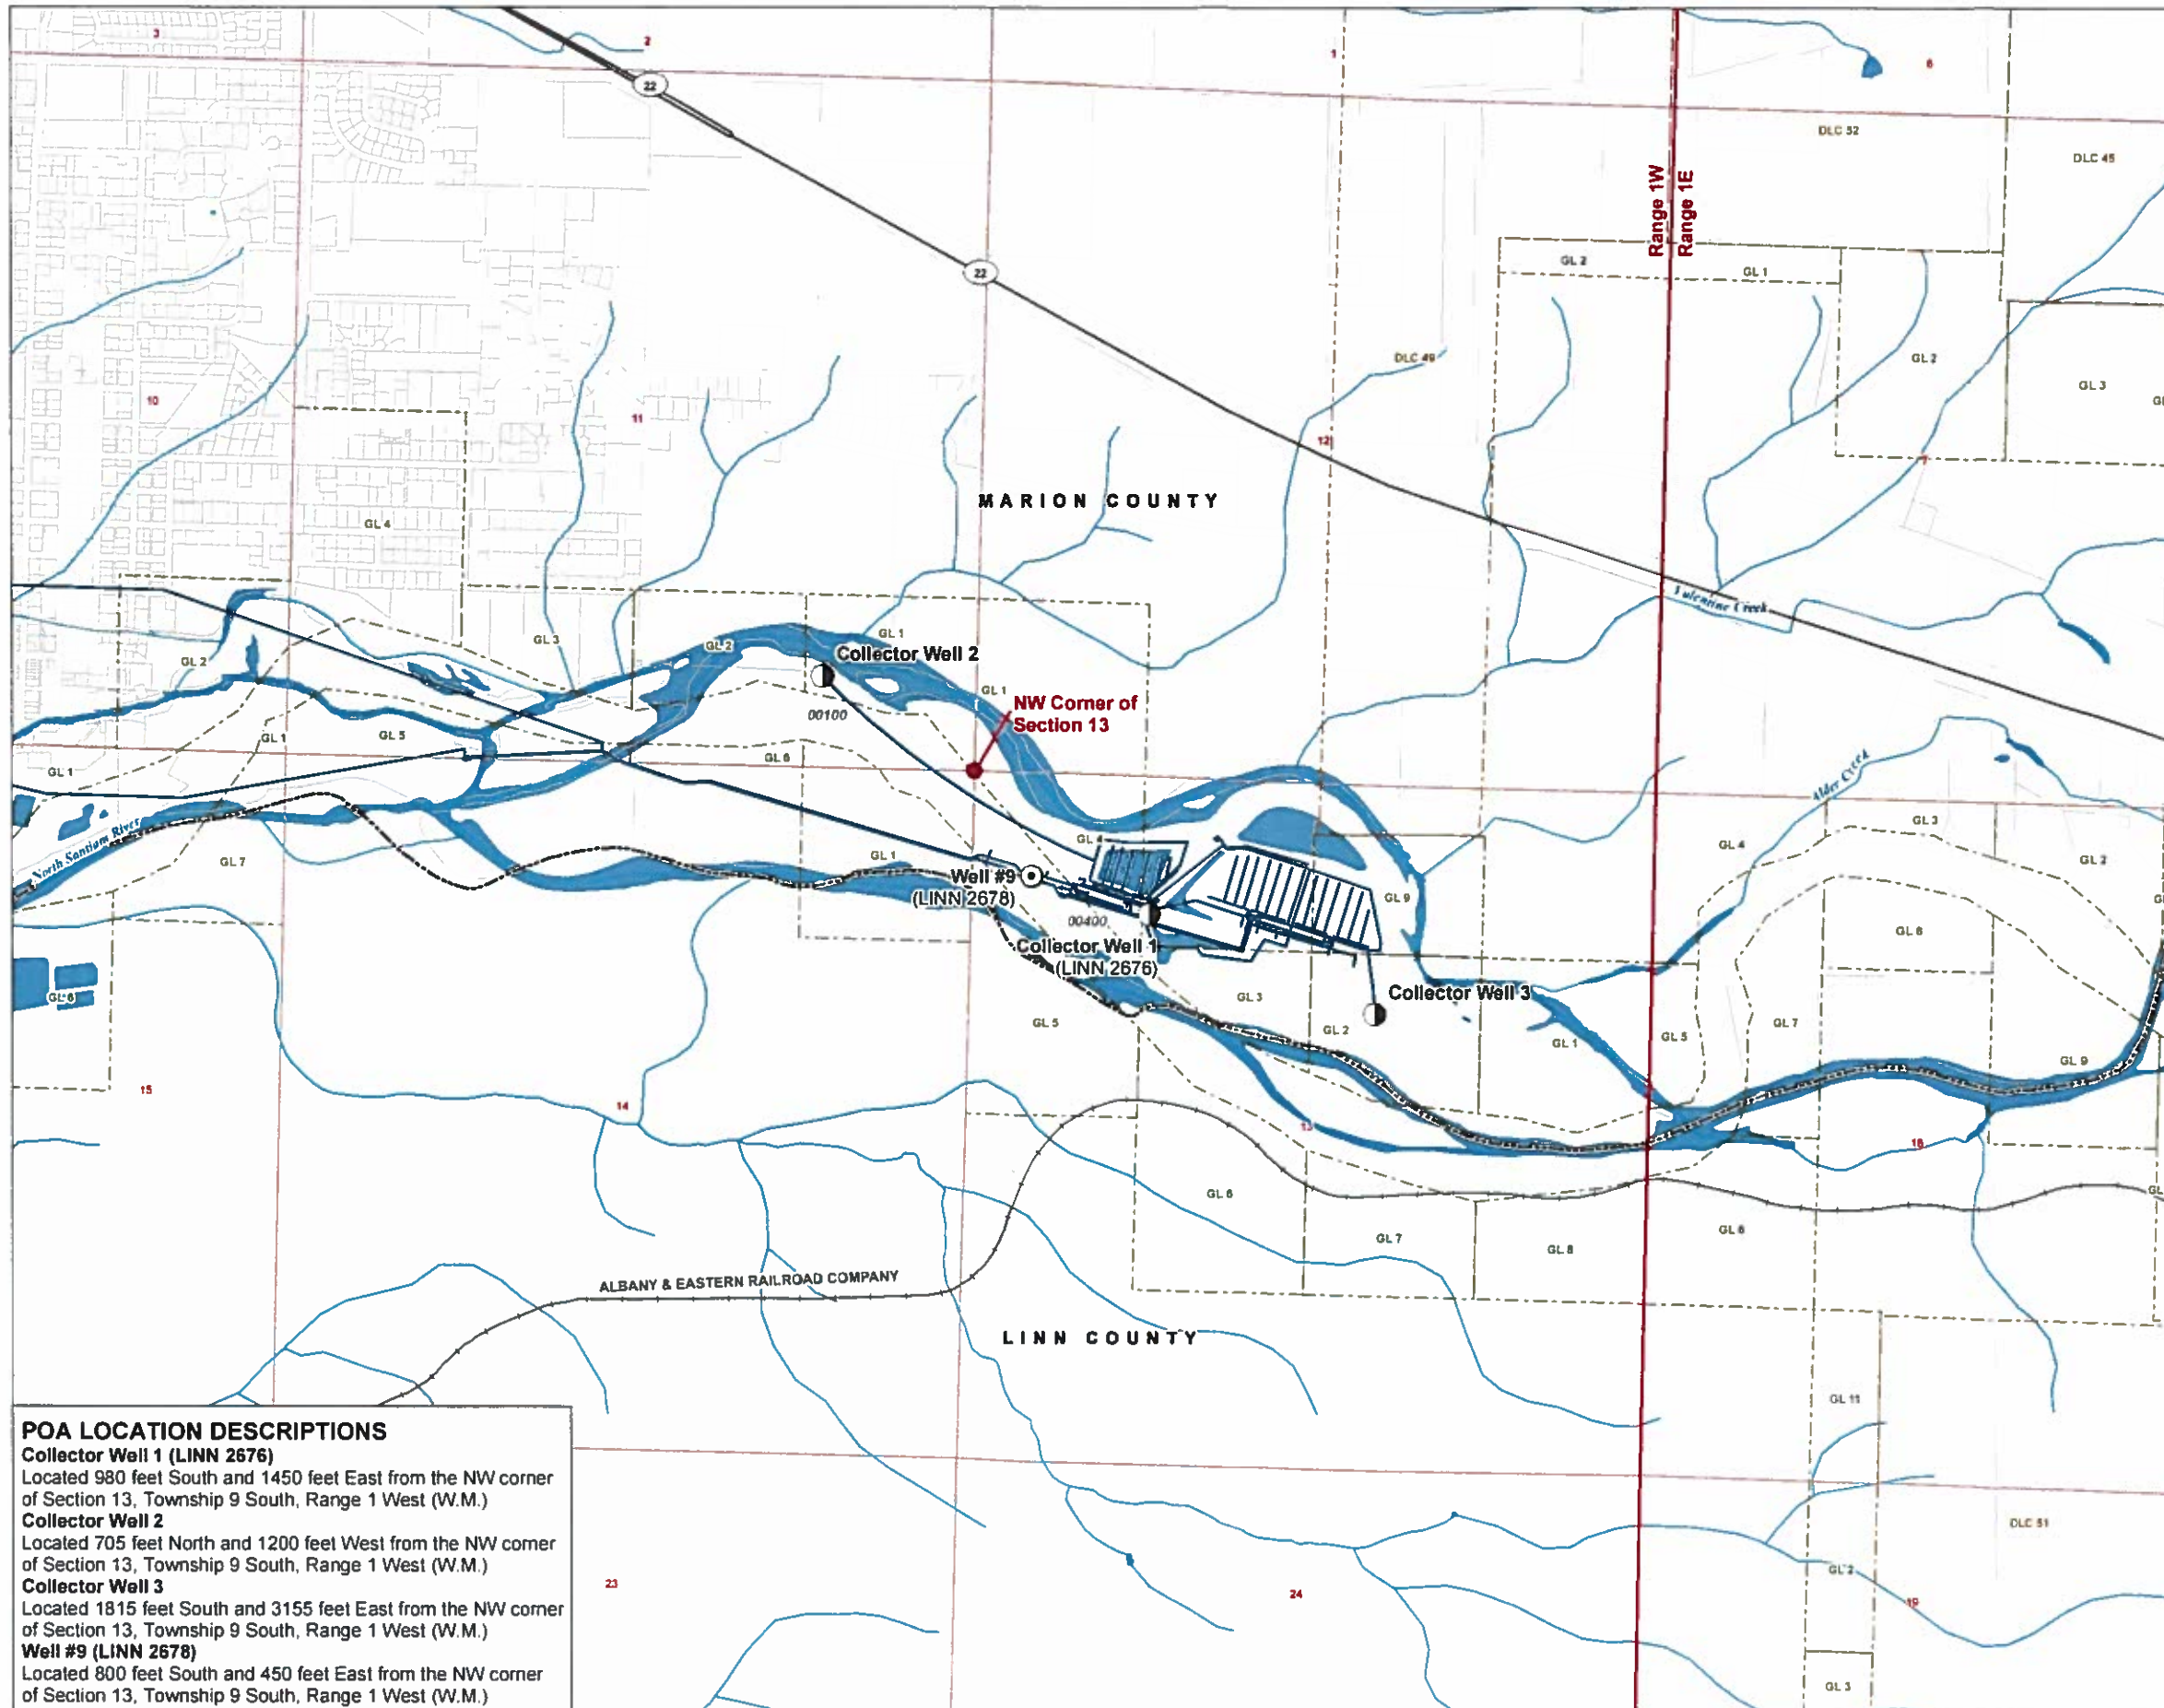 3
2
1
6
22
DLC 52
DLC 45
Range 1W
Range 1E
22
GL 2
GL 1
DLC 49
GL 2
GL 3
10
11
12
7
MARION COUNTY
GL 4
Valentine Creek
GL 3
GL 2
GL 1
GL 2
Collector Well 2
GL 1
NW Corner of
Section 13
00100
GL 1
GL 5
GL 6
GL 1
Alder Creek
North Santiam River
GL 7
GL 1
GL 4
GL 4
GL 3
GL 2
Well #9
(LINN 2678)
GL 9
00400
GL 6
Collector Well 1
(LINN 2676)
GL 6
GL 3
Collector Well 3
GL 5
GL 2
GL 1
GL 5
GL 7
GL 9
15
14
13
18
GL 6
GL 7
GL 8
GL 6
ALBANY & EASTERN RAILROAD COMPANY
LINN COUNTY
GL 11
DLC 51
GL 2
23
24
19
GL 3
POA LOCATION DESCRIPTIONS
Collector Well 1 (LINN 2676)
Located 980 feet South and 1450 feet East from the NW corner
of Section 13, Township 9 South, Range 1 West (W.M.)
Collector Well 2
Located 705 feet North and 1200 feet West from the NW corner
of Section 13, Township 9 South, Range 1 West (W.M.)
Collector Well 3
Located 1815 feet South and 3155 feet East from the NW corner
of Section 13, Township 9 South, Range 1 West (W.M.)
Well #9 (LINN 2678)
Located 800 feet South and 450 feet East from the NW corner
of Section 13, Township 9 South, Range 1 West (W.M.)